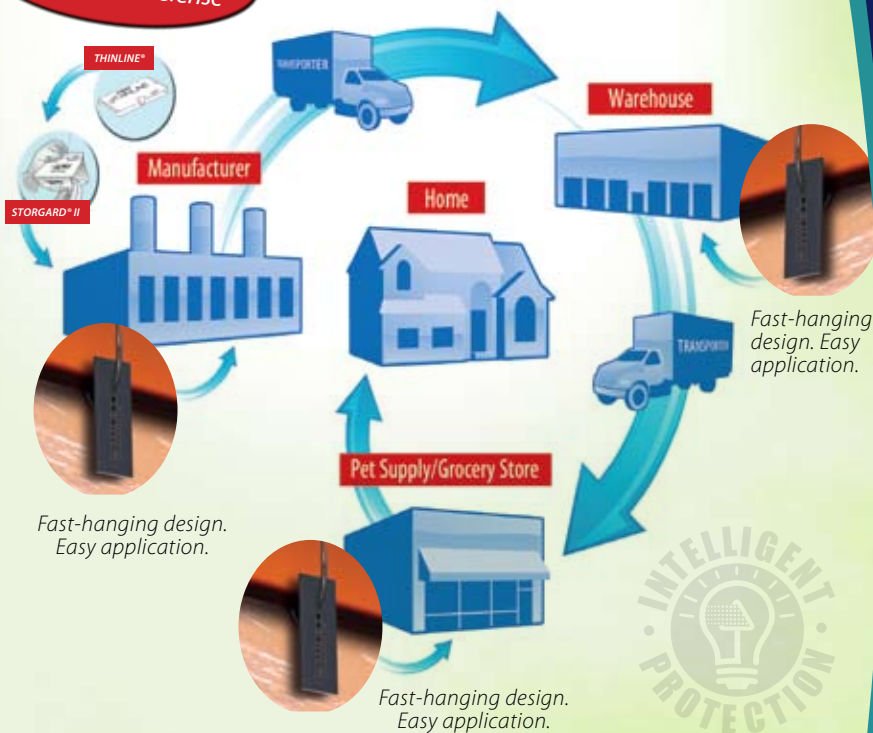 THINLINE®
STORGARD® II
Manufacturer
TRANSPORTER
Warehouse
Home
TRANSPORTER
Pet Supply/Grocery Store
Fast-hanging
design. Easy
application.
Fast-hanging design.
Easy application.
Fast-hanging design.
Easy application.
INTELLIGENT
PROTECTION